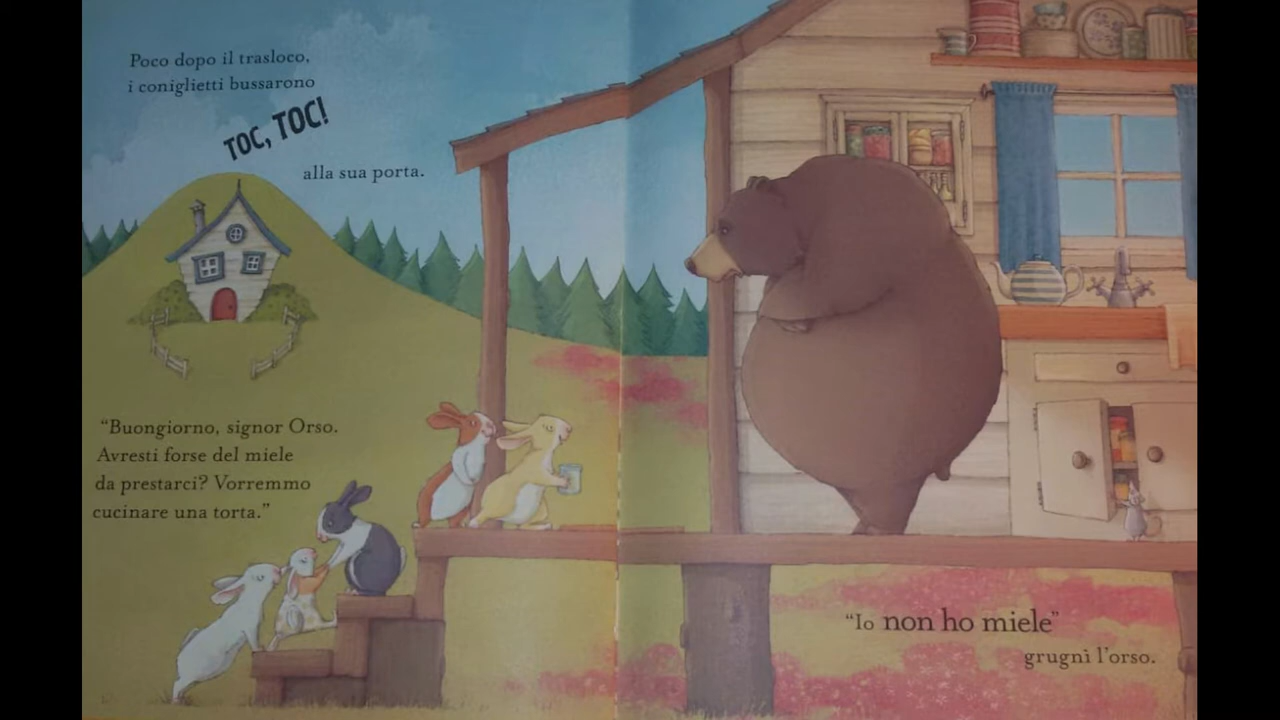 Poco dopo il trasloco,
i coniglietti bussarono
TOC, TOC!
alla sua porta.
“Buongiorno, signor Orso.
Avresti forse del miele
da prestarci? Vorremmo
cucinare una torta.”
“Io non ho miele”
grugnì l’orso.